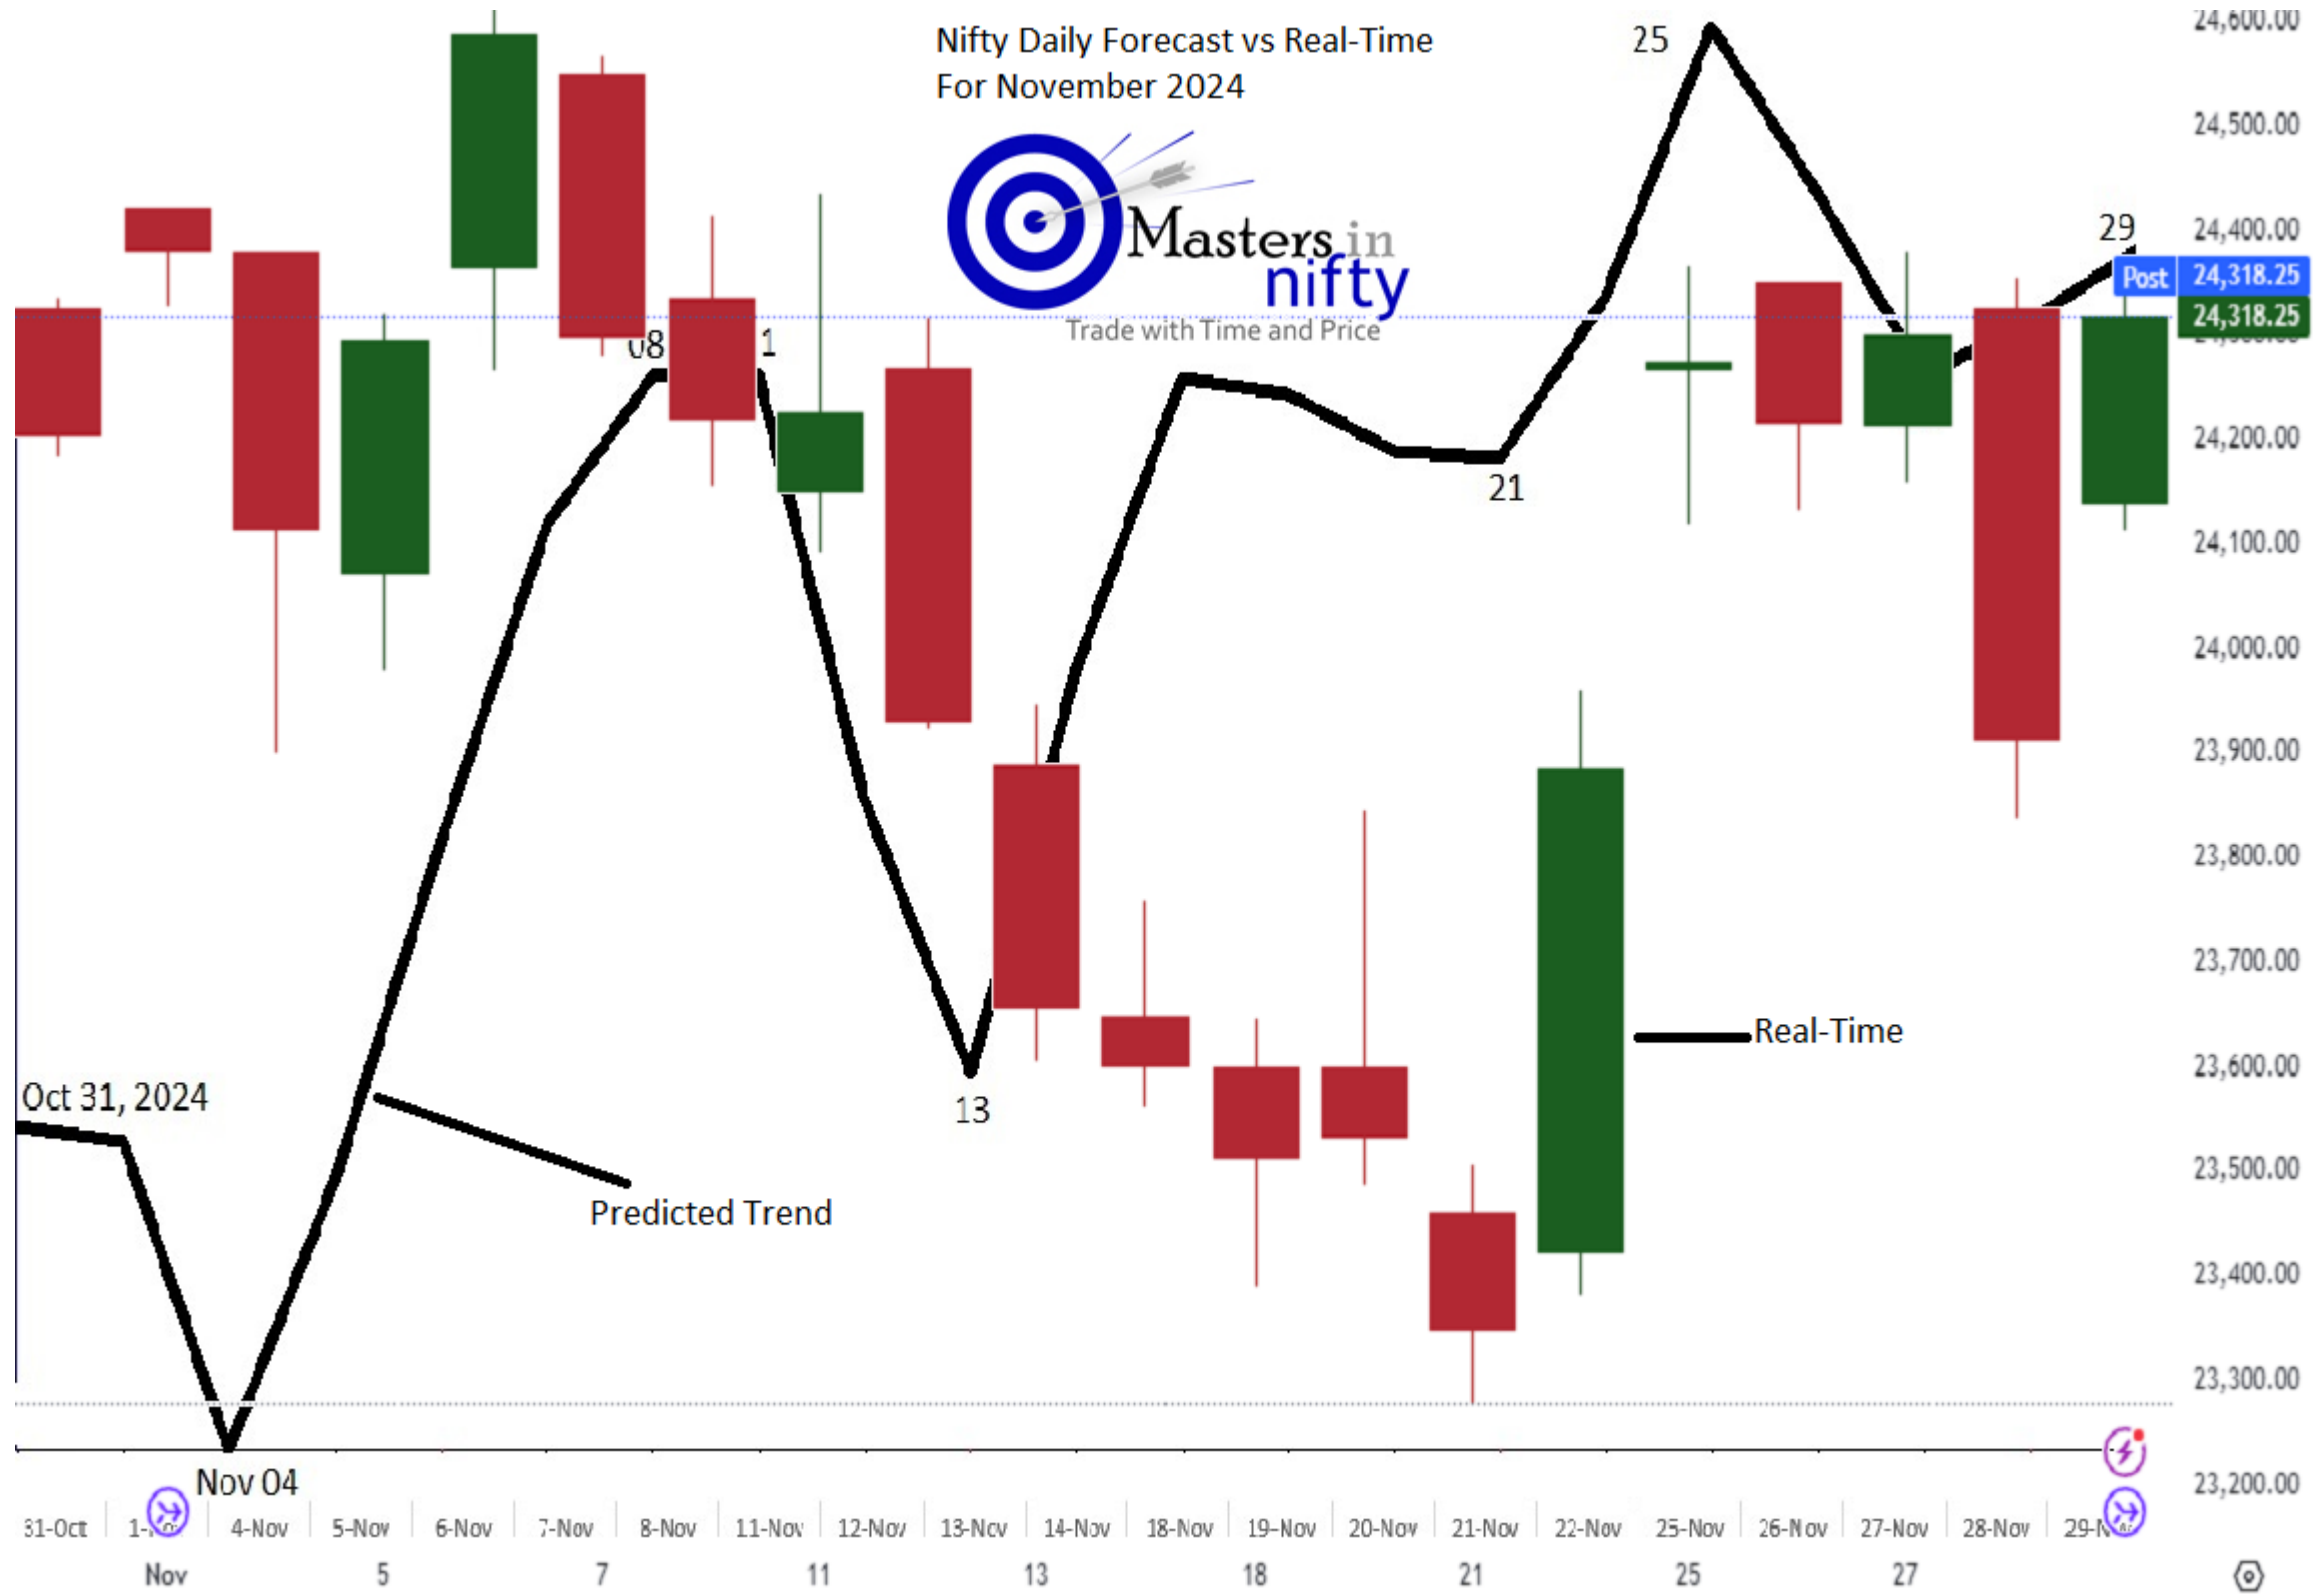 Nifty Daily Forecast vs Real-Time
For November 2024
Masters in
nifty
Trade with Time and Price
25
29
08
1
21
13
Oct 31, 2024
Predicted Trend
Real-Time
Nov 04
24,600.00
24,500.00
24,400.00
Post 24,318.25
24,318.25
24,200.00
24,100.00
24,000.00
23,900.00
23,800.00
23,700.00
23,600.00
23,500.00
23,400.00
23,300.00
23,200.00
31-Oct 4-Nov 5-Nov 6-Nov 7-Nov 8-Nov 11-Nov 12-Nov 13-Nov 14-Nov 18-Nov 19-Nov 20-Nov 21-Nov 22-Nov 25-Nov 26-Nov 27-Nov 28-Nov
Nov 5 7 11 13 18 21 25 27